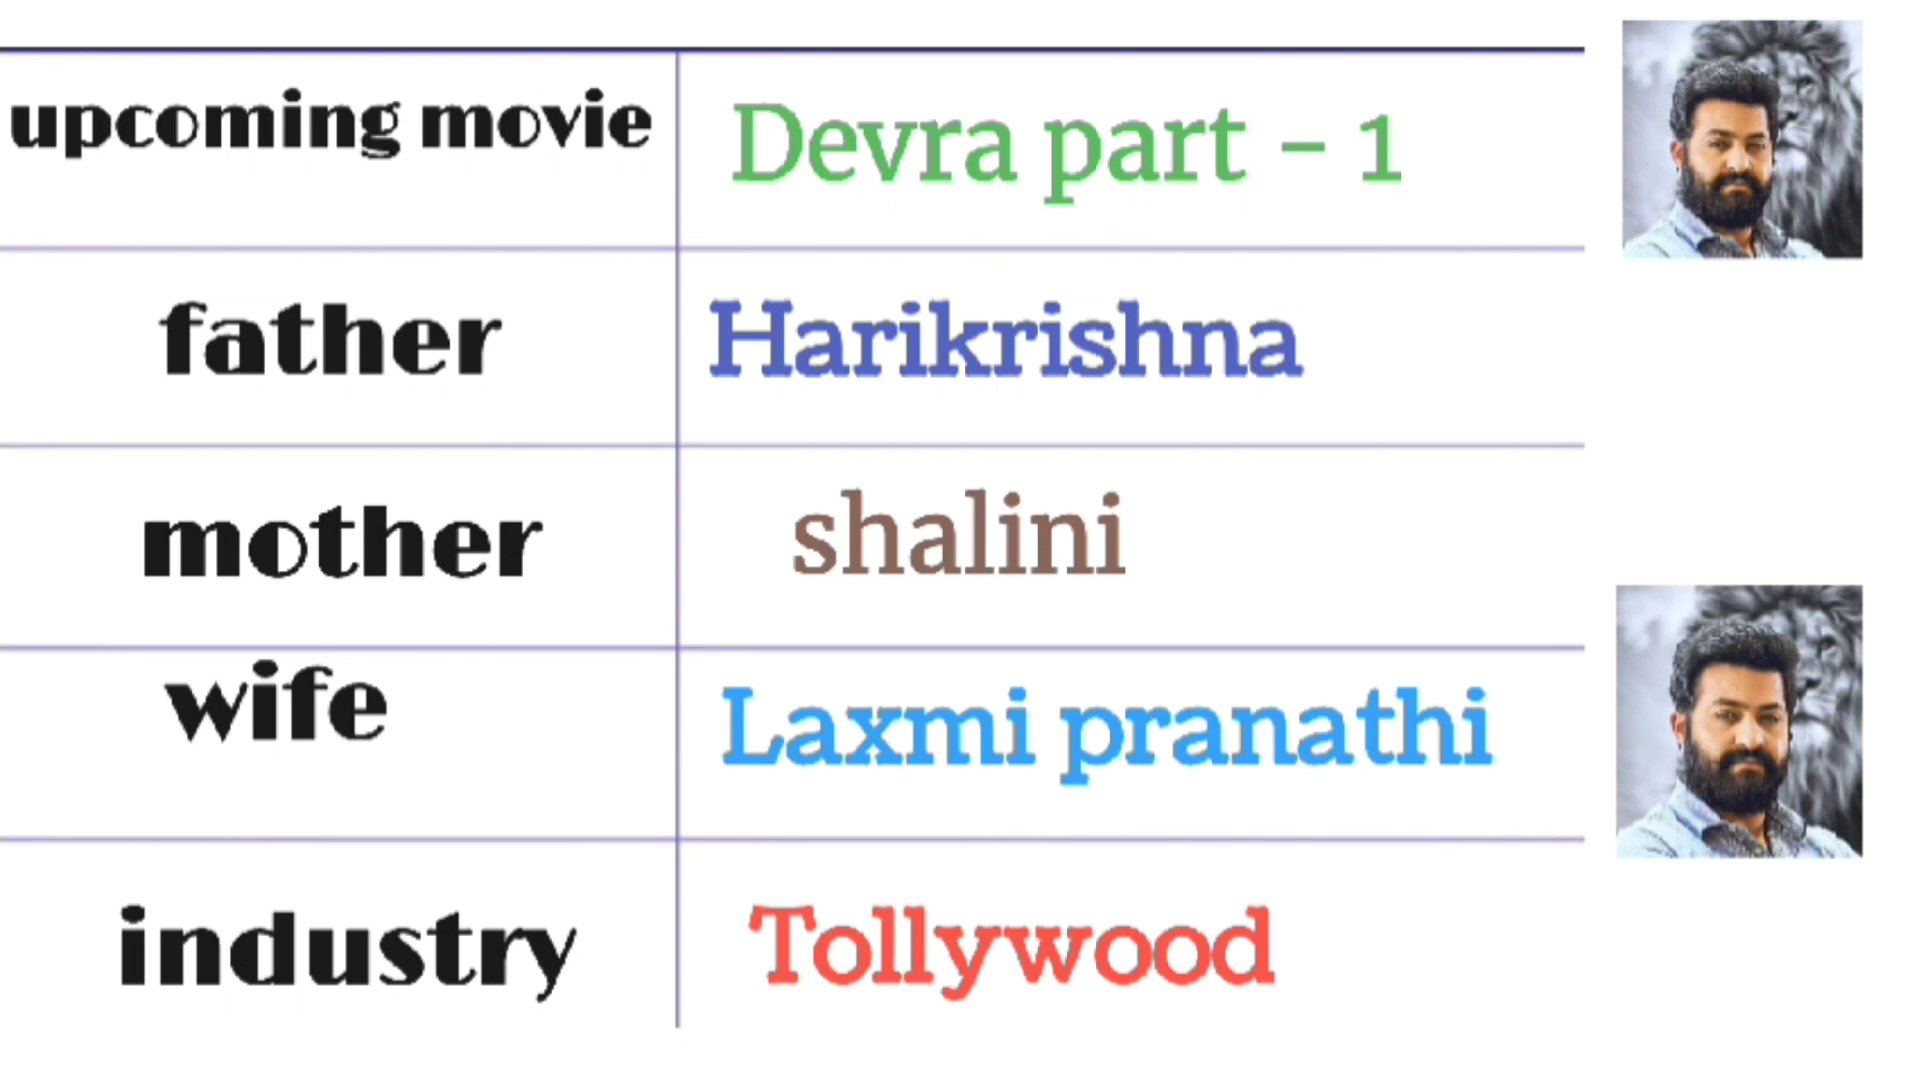 upcoming movie Devra part - 1
father Harikrishna
mother shalini
wife Laxmi pranathi
industry Tollywood